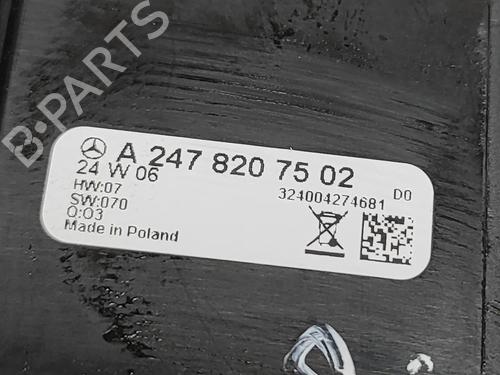 B-PARTS
A 247 820 75 02
24 W 06
HW:07
SW:070
Q:03
Made in Poland
D0
324004274681